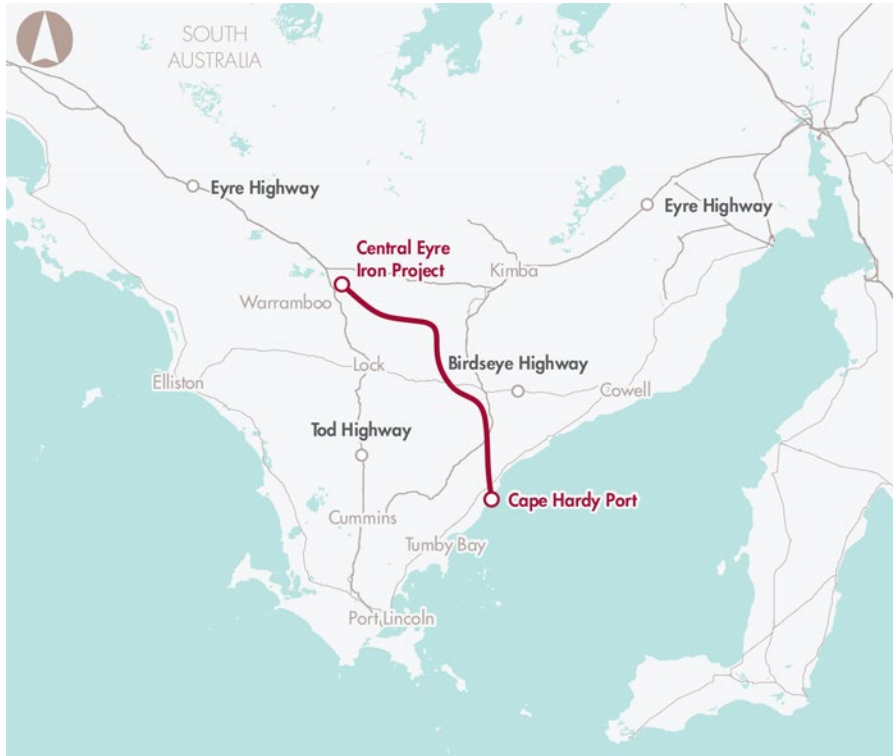 SOUTH
AUSTRALIA
Eyre Highway
Eyre Highway
Central Eyre
Iron Project
Kimba
Warramboo
Lock
Birdseye Highway
Elliston
Cowell
Tod Highway
Cape Hardy Port
Cummins
Tumby Bay
Port Lincoln